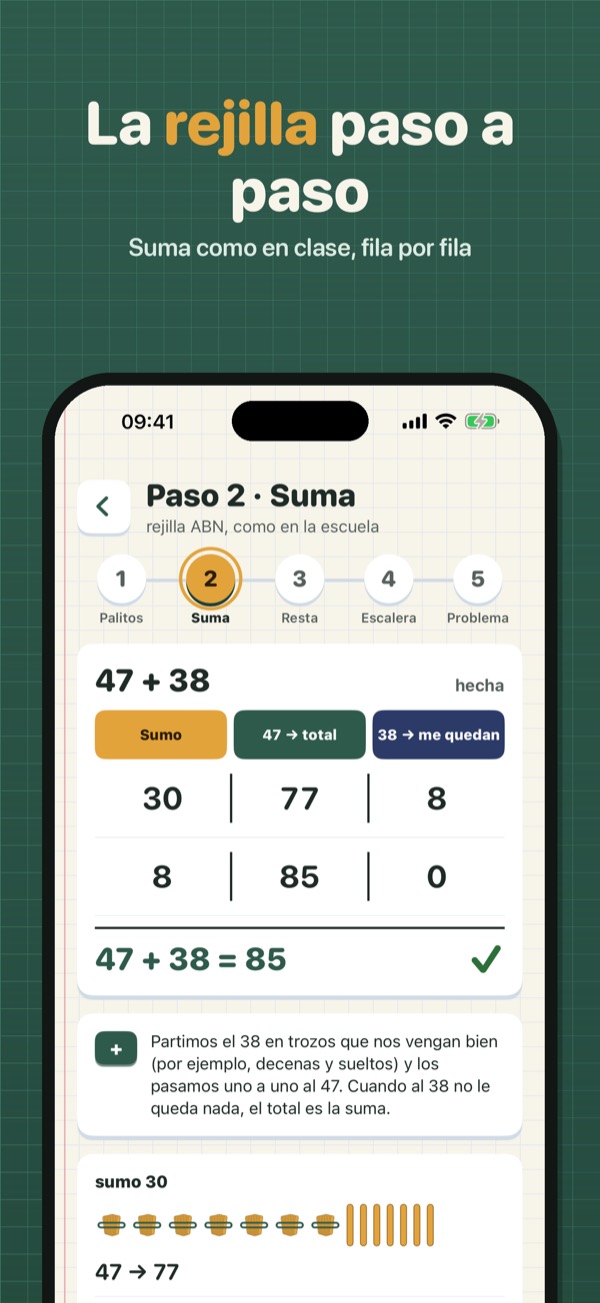 La rejilla paso a
paso
Suma como en clase, fila por fila
09:41
Paso 2 · Suma
rejilla ABN, como en la escuela
1 2 3 4 5
Palitos Suma Resta Escalera Problema
47 + 38 hecha
Sumo 47 → total 38 → me quedan
30 77 8
8 85 0
47 + 38 = 85
+ Partimos el 38 en trozos que nos vengan bien
(por ejemplo, decenas y sueltos) y los
pasamos uno a uno al 47. Cuando al 38 no le
queda nada, el total es la suma.
sumo 30
47 → 77